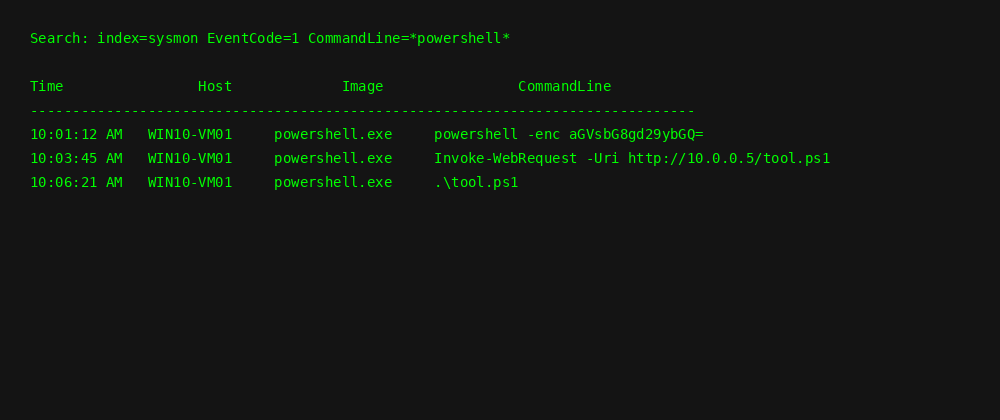 Search: index=sysmon EventCode=1 CommandLine=*powershell*
Time Host Image CommandLine
-------------------------------------------------------------------------------
10:01:12 AM WIN10-VM01 powershell.exe powershell -enc aGVsbG8gd29ybGQ=
10:03:45 AM WIN10-VM01 powershell.exe Invoke-WebRequest -Uri http://10.0.0.5/tool.ps1
10:06:21 AM WIN10-VM01 powershell.exe .\tool.ps1